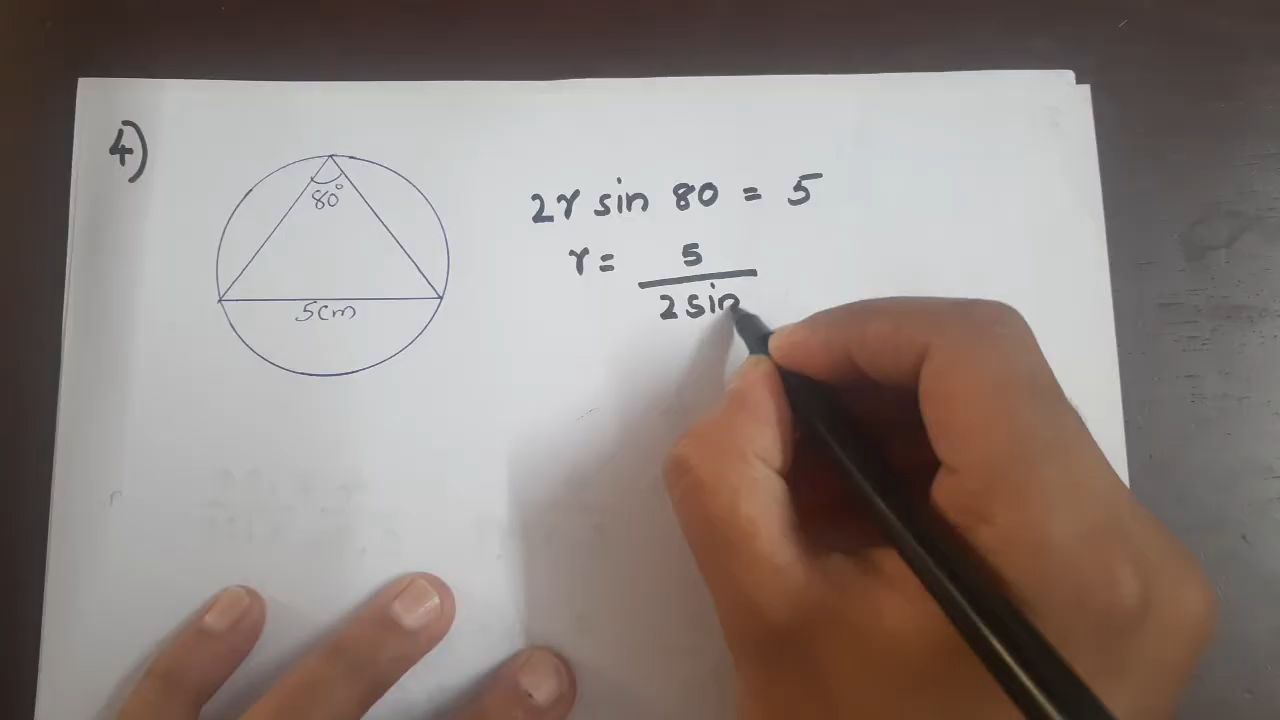 4)
80°
5cm
2r sin 80 = 5
r = 5
2 sin